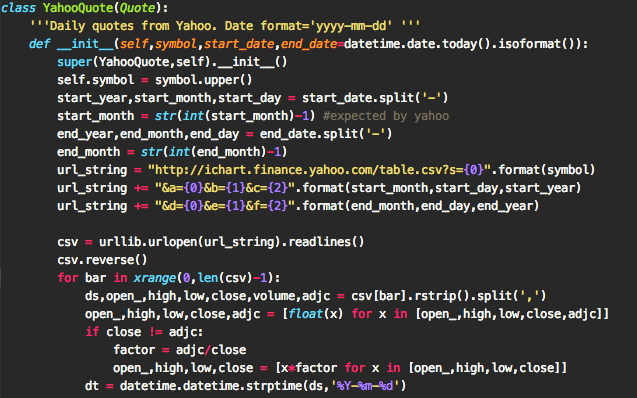 class YahooQuote(Quote):
    '''Daily quotes from Yahoo. Date format='yyyy-mm-dd' '''
    def __init__(self,symbol,start_date,end_date=datetime.date.today().isoformat()):
        super(YahooQuote,self).__init__()
        self.symbol = symbol.upper()
        start_year,start_month,start_day = start_date.split('-')
        start_month = str(int(start_month)-1) #expected by yahoo
        end_year,end_month,end_day = end_date.split('-')
        end_month = str(int(end_month)-1)
        url_string = "http://ichart.finance.yahoo.com/table.csv?s={0}".format(symbol)
        url_string += "&a={0}&b={1}&c={2}".format(start_month,start_day,start_year)
        url_string += "&d={0}&e={1}&f={2}".format(end_month,end_day,end_year)

        csv = urllib.urlopen(url_string).readlines()
        csv.reverse()
        for bar in xrange(0,len(csv)-1):
            ds,open_,high,low,close,volume,adjc = csv[bar].rstrip().split(',')
            open_,high,low,close,adjc = [float(x) for x in [open_,high,low,close,adjc]]
            if close != adjc:
                factor = adjc/close
                open_,high,low,close = [x*factor for x in [open_,high,low,close]]
            dt = datetime.datetime.strptime(ds,'%Y-%m-%d')